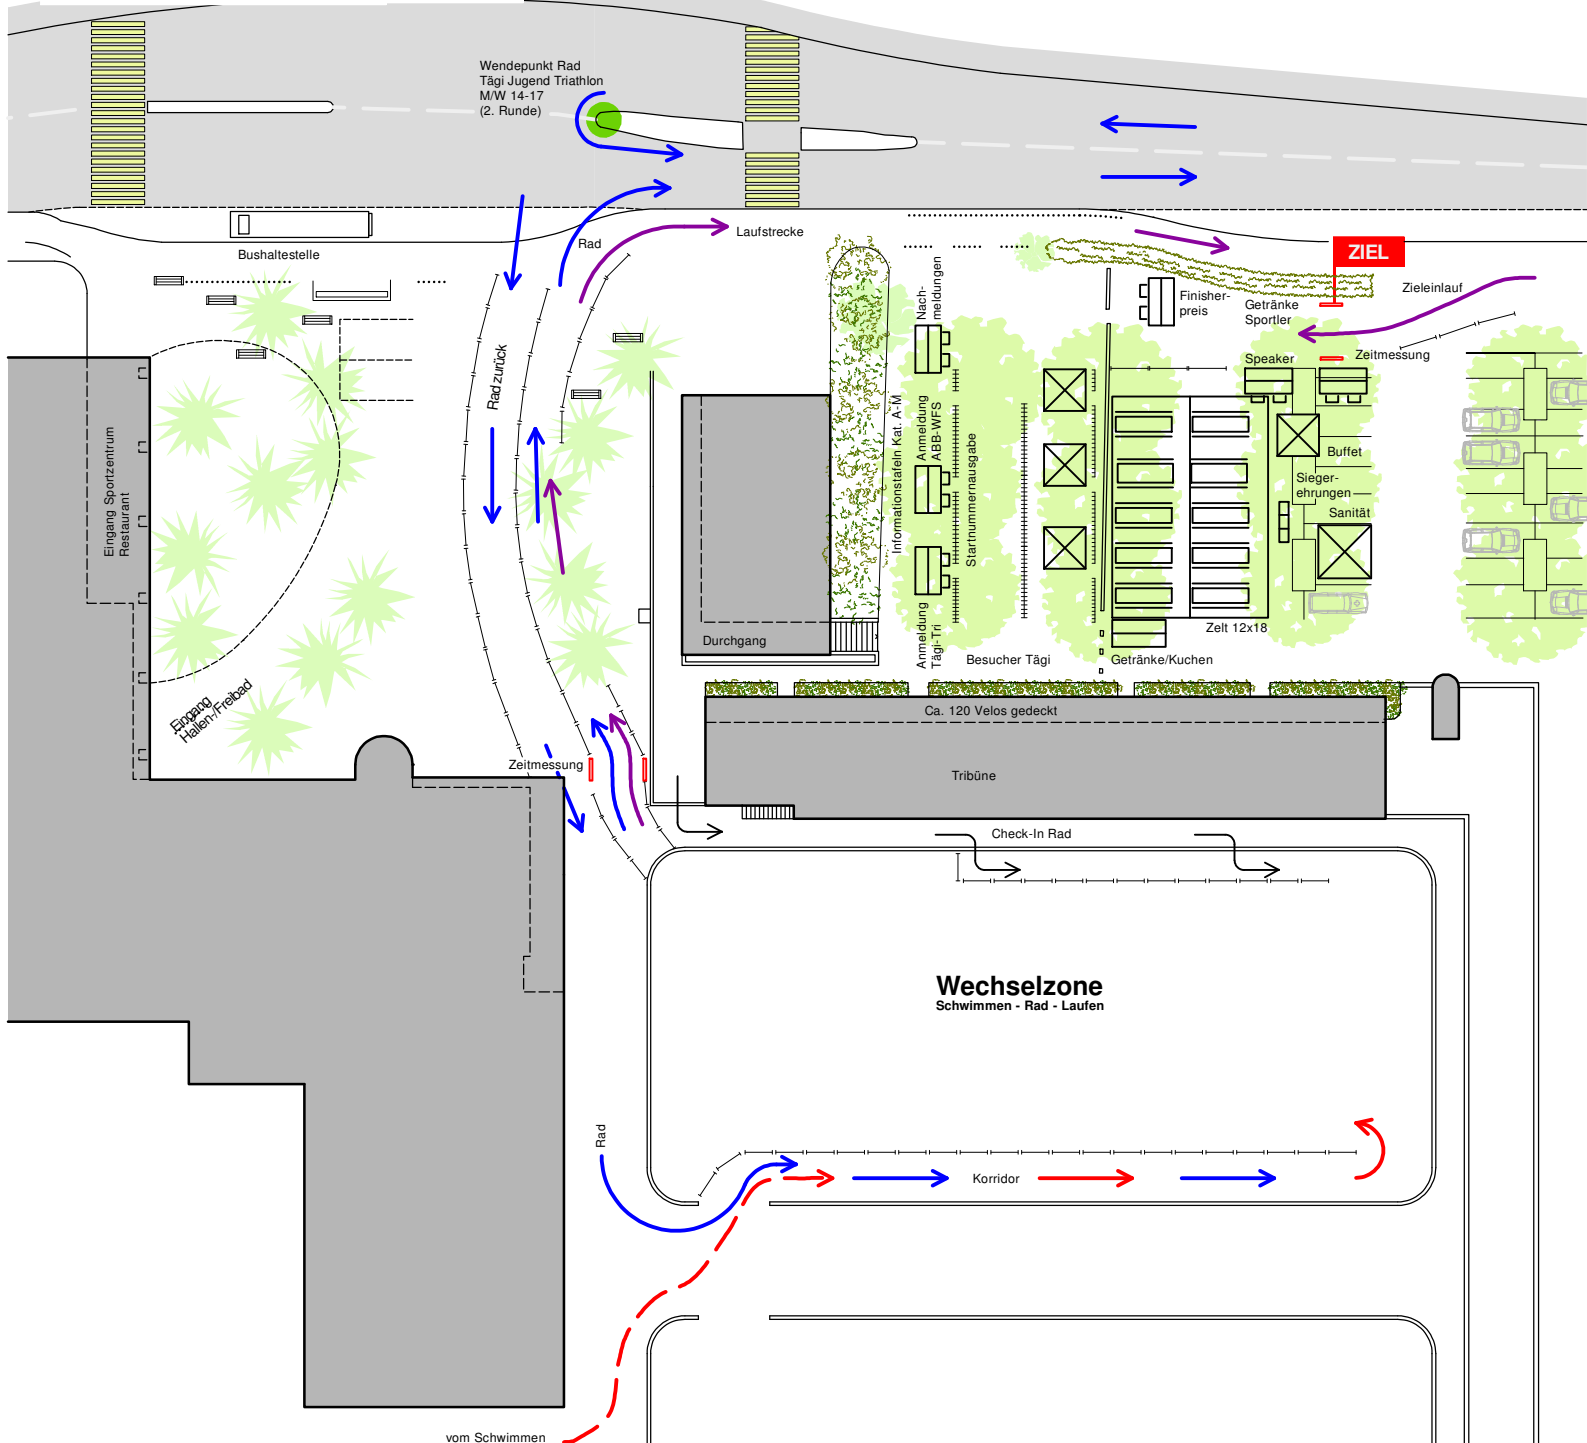 Wendepunkt Rad
Tägi Jugend Triathlon
M/W 14-17
(2. Runde)
Bushaltestelle
Rad
Laufstrecke
ZIEL
Zieleinlauf
Nach-
meldungen
Finisher-
preis
Getränke
Sportler
Speaker
Zeitmessung
Rad zurück
Eingang Sportzentrum
Restaurant
Informationstafeln Kat. A-M
Anmeldung
ABB-WFS
Startnummernausgabe
Buffet
Sieger-
ehrungen
Sanität
Anmeldung
Tägi-Tri
Zelt 12x18
Durchgang
Besucher Tägi
Getränke/Kuchen
Eingang
Hallen-/Freibad
Ca. 120 Velos gedeckt
Zeitmessung
Tribüne
Check-In Rad
Wechselzone
Schwimmen - Rad - Laufen
Rad
Korridor
vom Schwimmen